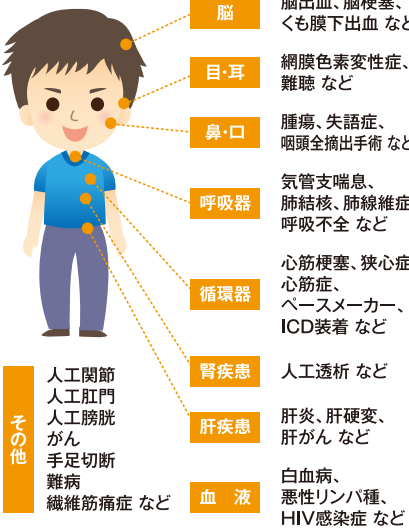 脳
脳出血、脳梗塞、
くも膜下出血 など
目・耳
網膜色素変性症、
難聴 など
鼻・口
腫瘍、失語症、
咽頭全摘出手術 など
呼吸器
気管支喘息、
肺結核、肺線維症
呼吸不全 など
循環器
心筋梗塞、狭心症
心筋症、
ペースメーカー、
ICD装着 など
腎疾患
人工透析 など
肝疾患
肝炎、肝硬変、
肝がん など
血 液
白血病、
悪性リンパ種、
HIV感染症 など
その他
人工関節
人工肛門
人工膀胱
がん
手足切断
難病
繊維筋痛症 など